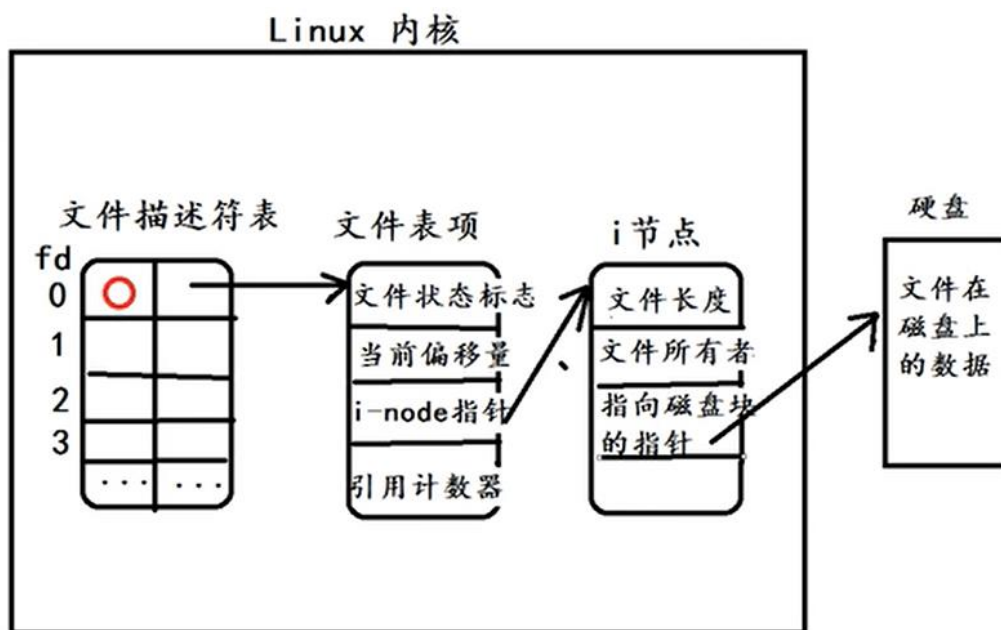 Linux 内核
文件描述符表
fd
0
1
2
3
... ...
文件表项
文件状态标志
当前偏移量
i-node指针
引用计数器
i节点
文件长度
文件所有者
指向磁盘块
的指针
硬盘
文件在
磁盘上
的数据